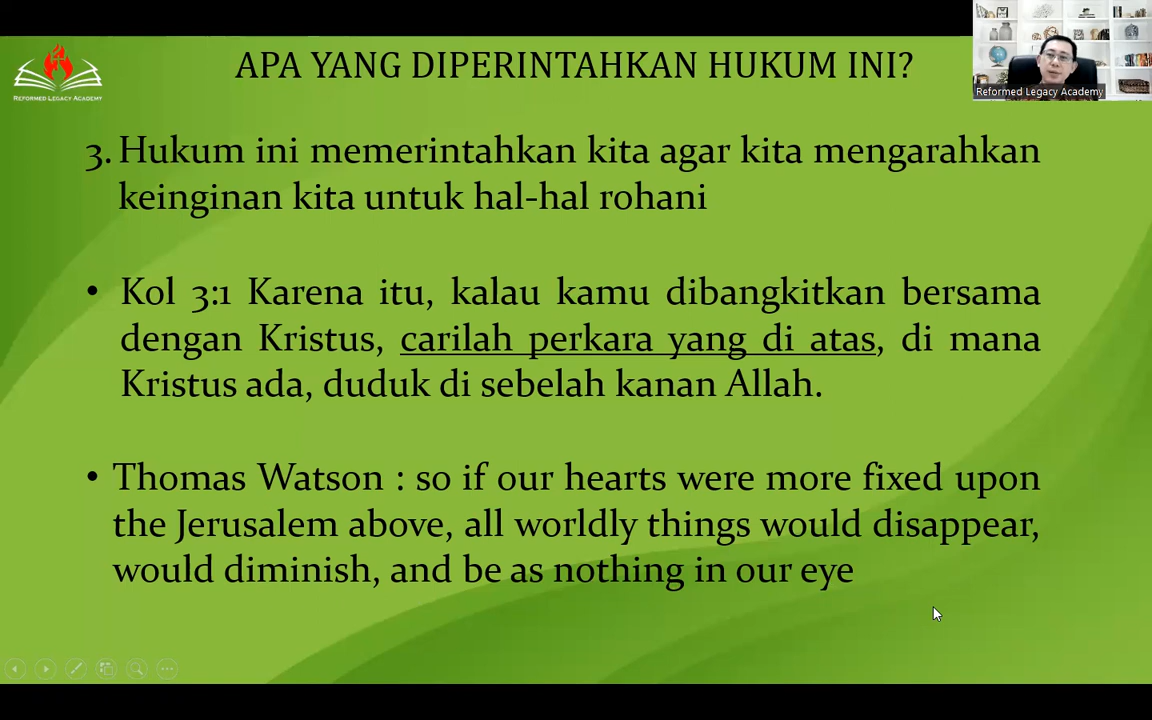 REFORMED LEGACY ACADEMY
APA YANG DIPERINTAHKAN HUKUM INI?
Reformed Legacy Academy
3. Hukum ini memerintahkan kita agar kita mengarahkan
keinginan kita untuk hal-hal rohani
• Kol 3:1 Karena itu, kalau kamu dibangkitkan bersama
dengan Kristus, carilah perkara yang di atas, di mana
Kristus ada, duduk di sebelah kanan Allah.
• Thomas Watson : so if our hearts were more fixed upon
the Jerusalem above, all worldly things would disappear,
would diminish, and be as nothing in our eye